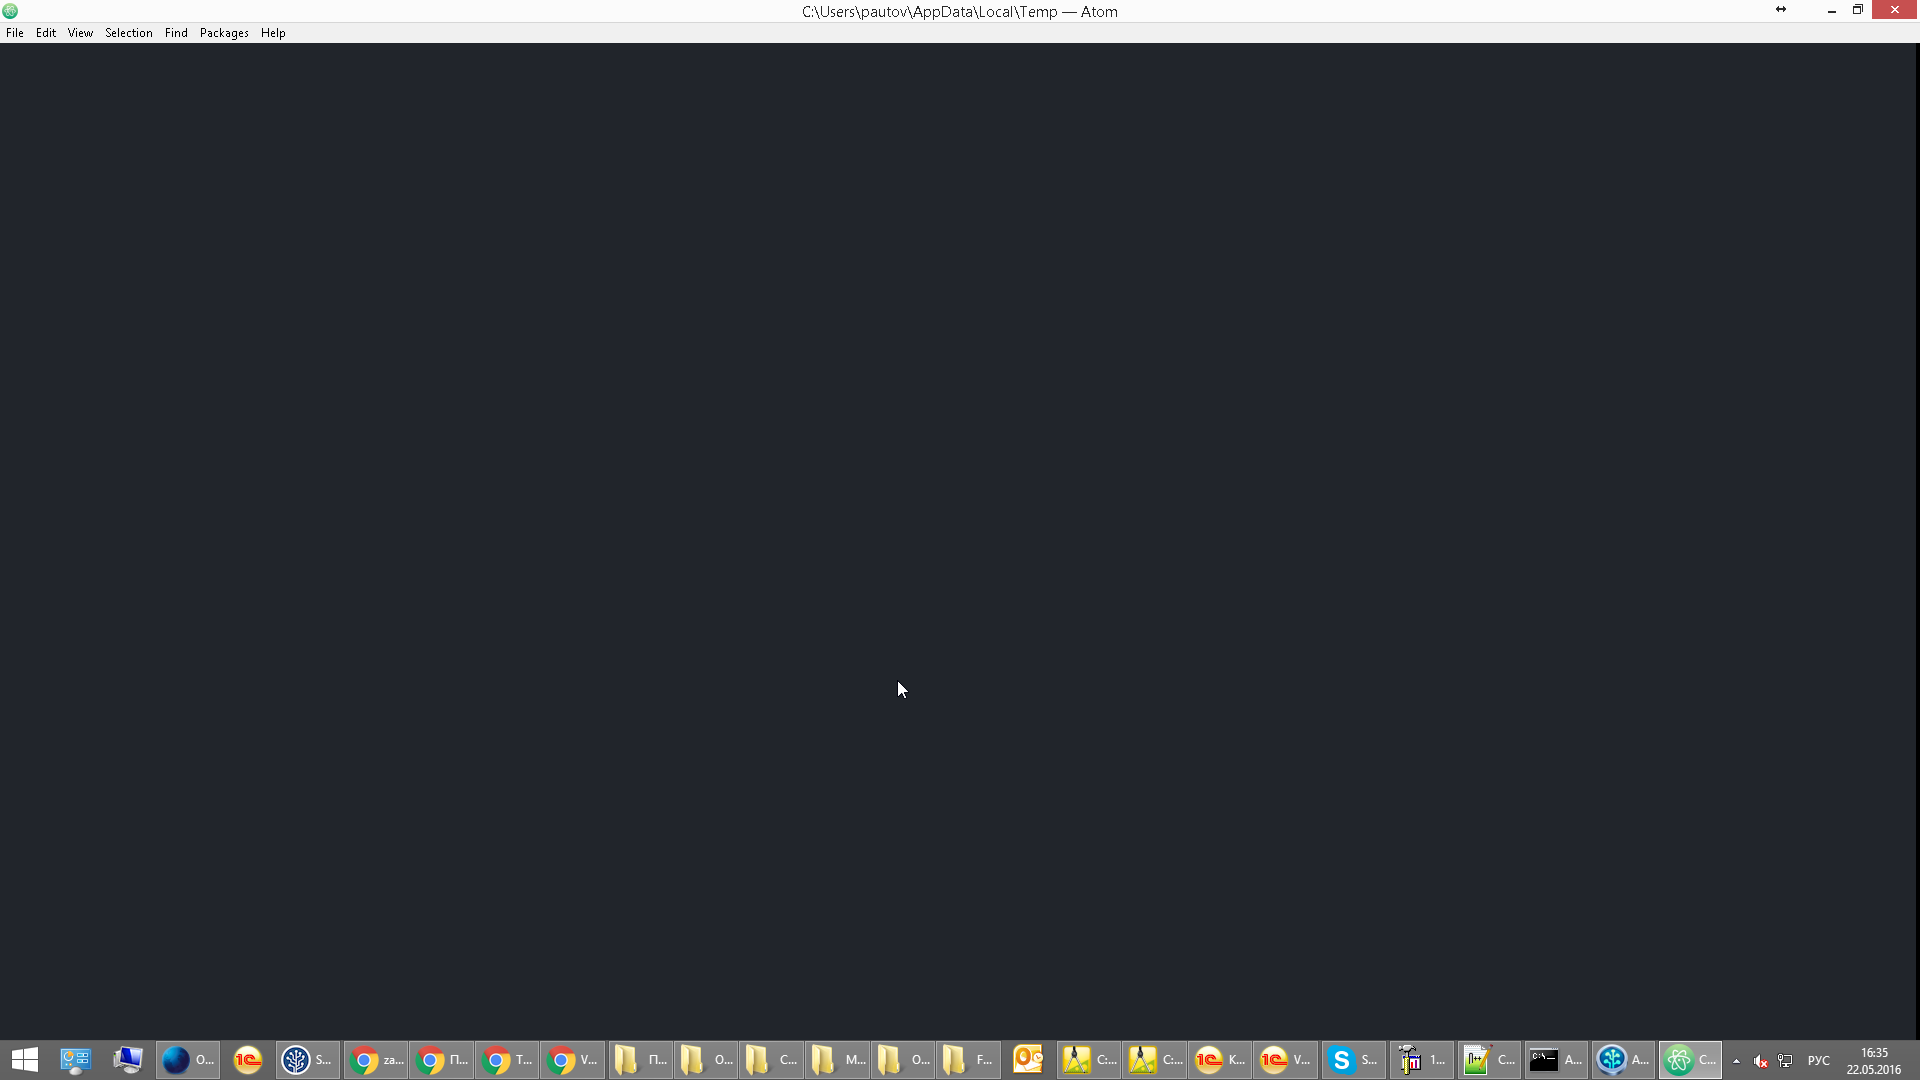 C:\Users\pautov\AppData\Local\Temp — Atom
File Edit View Selection Find Packages Help
O... S... za... П... T... V... П... O... C... M... O... F... C:... C:... К... V... S... 1... C... A... A... C... РУС 16:35
22.05.2016